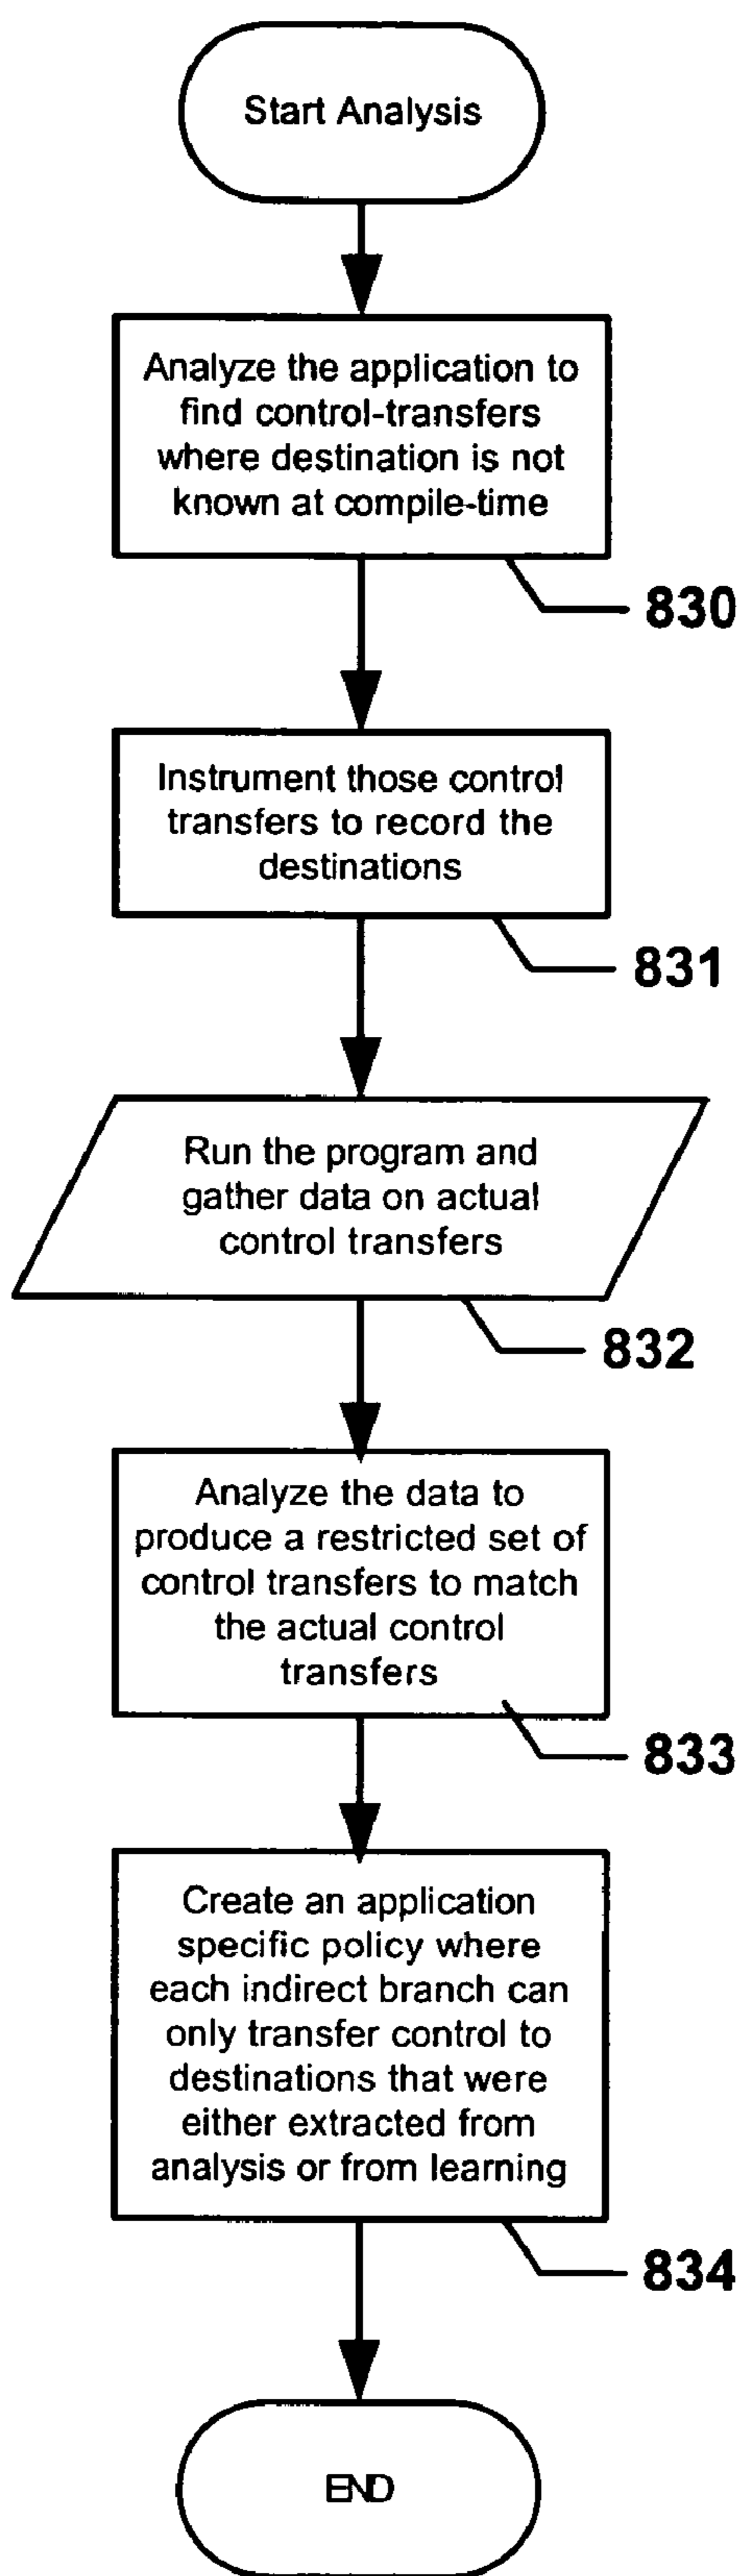 Start Analysis
Analyze the application to
find control-transfers
where destination is not
known at compile-time
830
Instrument those control
transfers to record the
destinations
831
Run the program and
gather data on actual
control transfers
832
Analyze the data to
produce a restricted set of
control transfers to match
the actual control
transfers
833
Create an application
specific policy where
each indirect branch can
only transfer control to
destinations that were
either extracted from
analysis or from learning
834
END